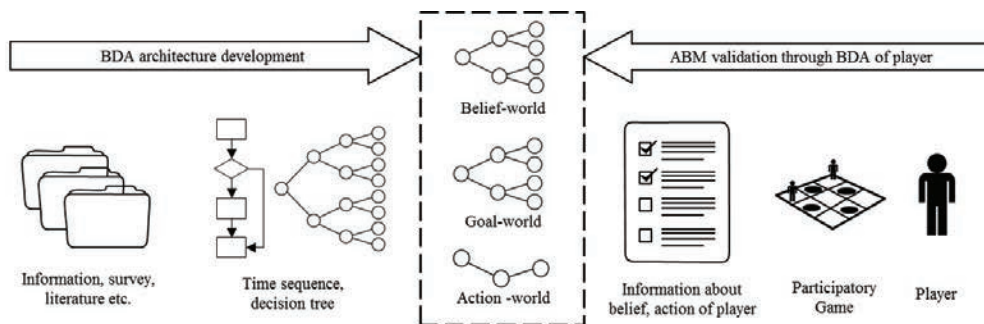 BDA architecture development
ABM validation through BDA of player
Belief-world
Goal-world
Action -world
Information, survey,
literature etc.
Time sequence,
decision tree
Information about
belief, action of player
Participatory
Game
Player